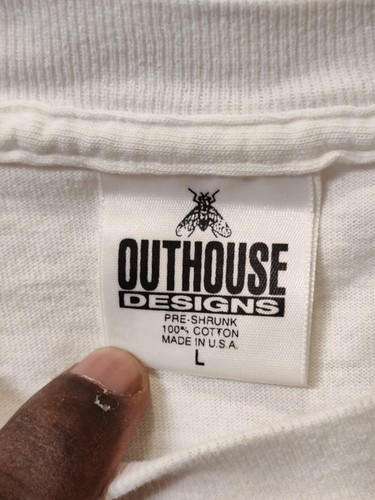 OUTHOUSE
DESIGNS
PRE-SHRUNK
100% COTTON
MADE IN U.S.A.
L